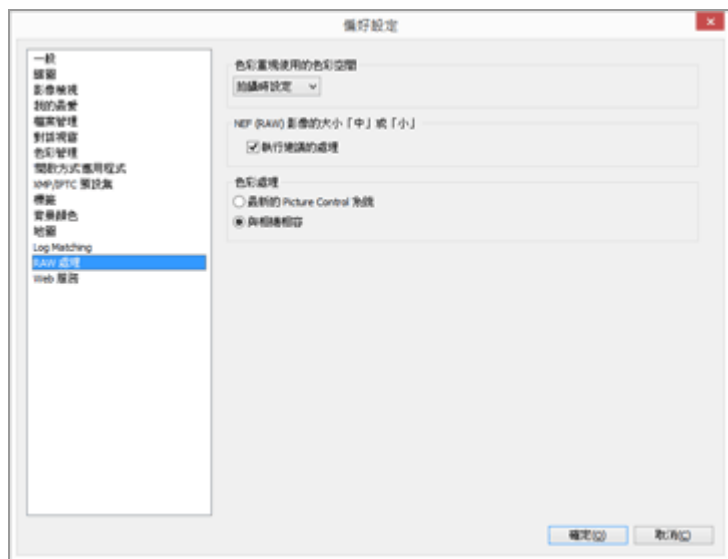 偏好設定
一般
縮圖
影像檢視
我的最愛
檔案管理
對話視窗
色彩管理
開啟方式應用程式
XMP/IPTC 預設集
標籤
背景顏色
地圖
Log Matching
RAW 處理
Web 服務
色彩重現使用的色彩空間
拍攝時設定
NEF (RAW) 影像的大小「中」或「小」
執行建議的處理
色彩處理
最新的 Picture Control 系統
與相機相容
確定(O)
取消(C)